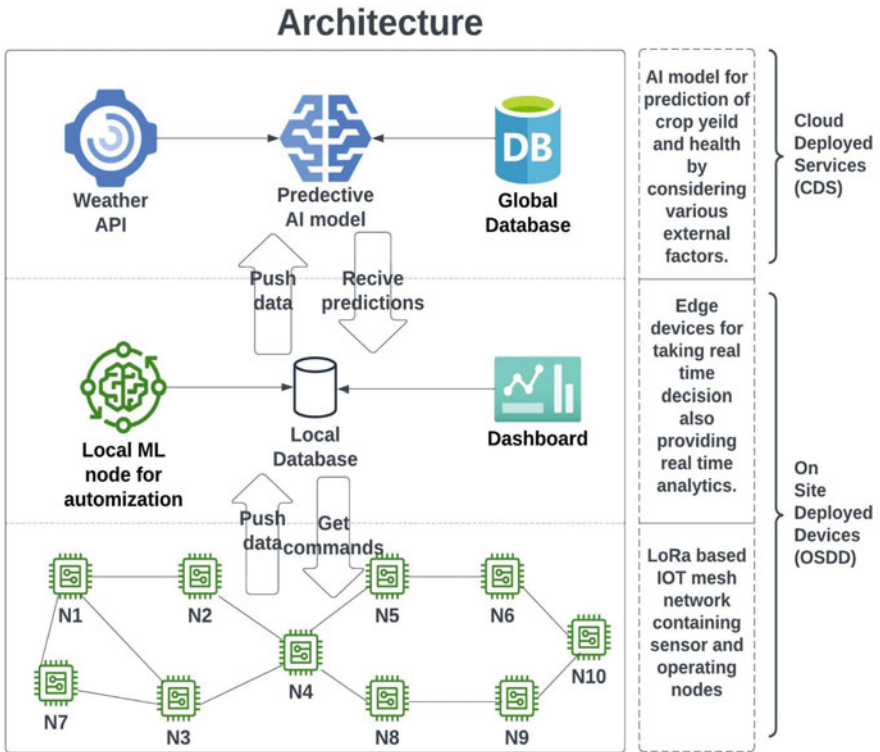 Architecture
Weather
API
Predective
AI model
DB
Global
Database
AI model for
prediction of
crop yeild
and health
by
considering
various
external
factors.
Cloud
Deployed
Services
(CDS)
Push
data
Recive
predictions
Local ML
node for
automization
Local
Database
Dashboard
Edge
devices for
taking real
time
decision
also
providing
real time
analytics.
On
Site
Deployed
Devices
(OSDD)
Push
data
Get
commands
N1
N2
N5
N6
N4
N10
N7
N3
N8
N9
LoRa based
IOT mesh
network
containing
sensor and
operating
nodes